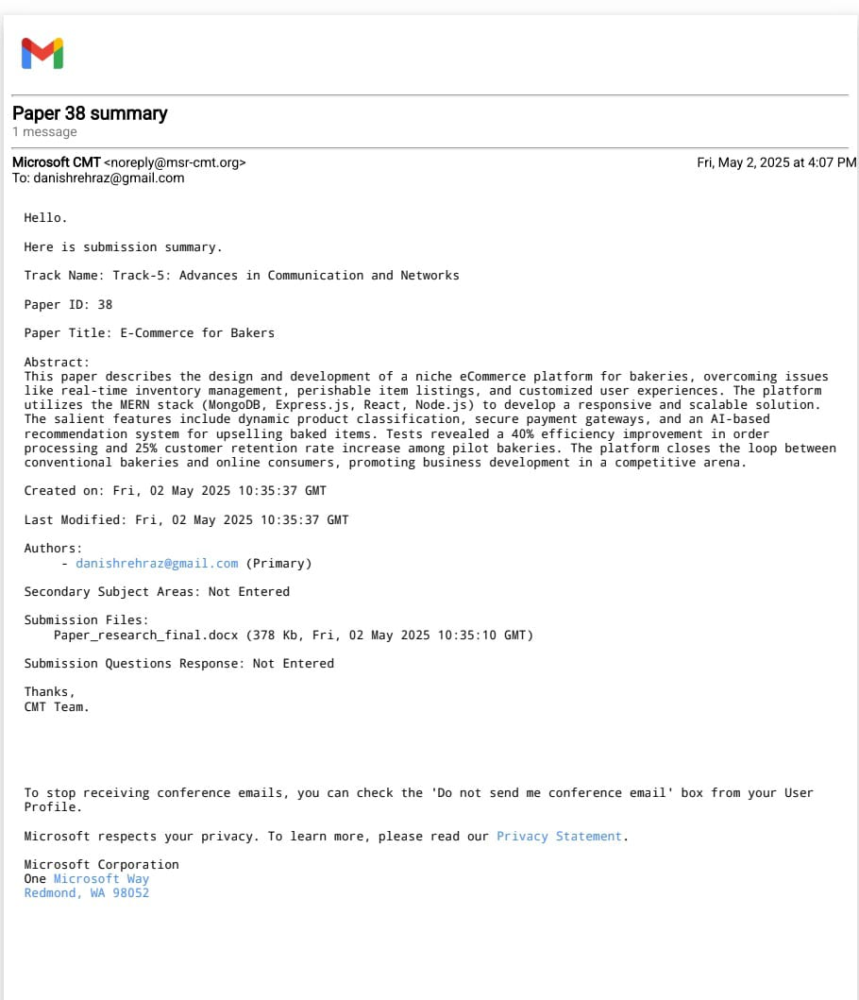 Paper 38 summary
1 message
Microsoft CMT <noreply@msr-cmt.org>
Fri, May 2, 2025 at 4:07 PM
To: danishrehraz@gmail.com
Hello.
Here is submission summary.
Track Name: Track-5: Advances in Communication and Networks
Paper ID: 38
Paper Title: E-Commerce for Bakers
Abstract:
This paper describes the design and development of a niche eCommerce platform for bakeries, overcoming issues
like real-time inventory management, perishable item listings, and customized user experiences. The platform
utilizes the MERN stack (MongoDB, Express.js, React, Node.js) to develop a responsive and scalable solution.
The salient features include dynamic product classification, secure payment gateways, and an AI-based
recommendation system for upselling baked items. Tests revealed a 40% efficiency improvement in order
processing and 25% customer retention rate increase among pilot bakeries. The platform closes the loop between
conventional bakeries and online consumers, promoting business development in a competitive arena.
Created on: Fri, 02 May 2025 10:35:37 GMT
Last Modified: Fri, 02 May 2025 10:35:37 GMT
Authors:
- danishrehraz@gmail.com (Primary)
Secondary Subject Areas: Not Entered
Submission Files:
Paper_research_final.docx (378 Kb, Fri, 02 May 2025 10:35:10 GMT)
Submission Questions Response: Not Entered
Thanks,
CMT Team.
To stop receiving conference emails, you can check the 'Do not send me conference email' box from your User
Profile.
Microsoft respects your privacy. To learn more, please read our Privacy Statement.
Microsoft Corporation
One Microsoft Way
Redmond, WA 98052